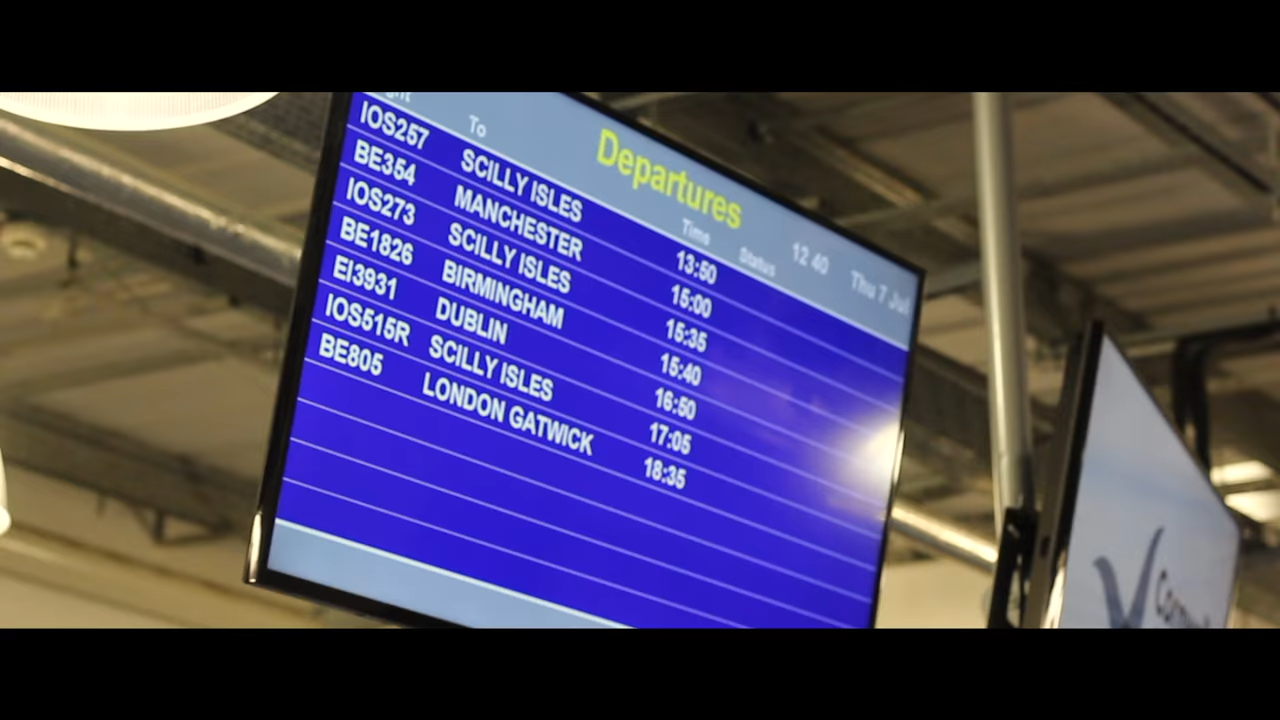 Departures
12 40 Thu 7 Jul
To Time Status
IOS257 SCILLY ISLES 13:50
BE354 MANCHESTER 15:00
IOS273 SCILLY ISLES 15:35
BE1826 BIRMINGHAM 15:40
EI3931 DUBLIN 16:50
IOS515R SCILLY ISLES 17:05
BE805 LONDON GATWICK 18:35